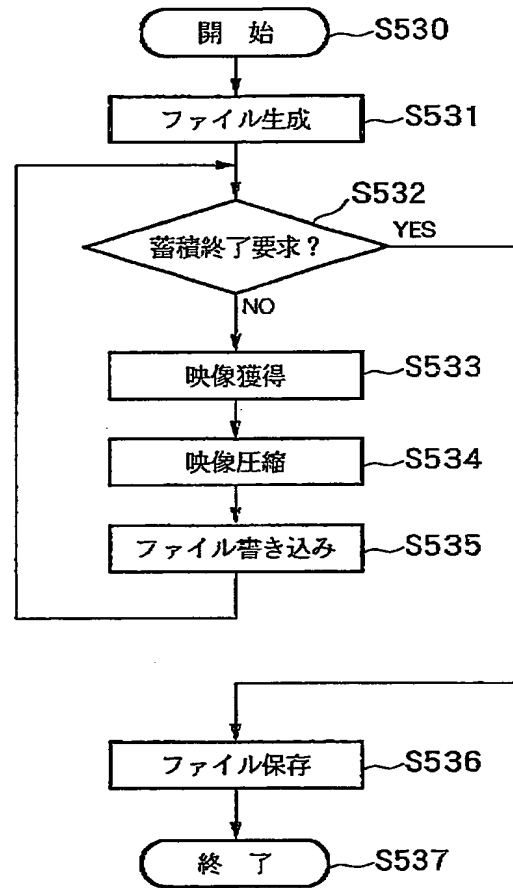 開 始 S530
ファイル生成 S531
S532
蓄積終了要求？ YES
NO
映像獲得 S533
映像圧縮 S534
ファイル書き込み S535
ファイル保存 S536
終 了 S537